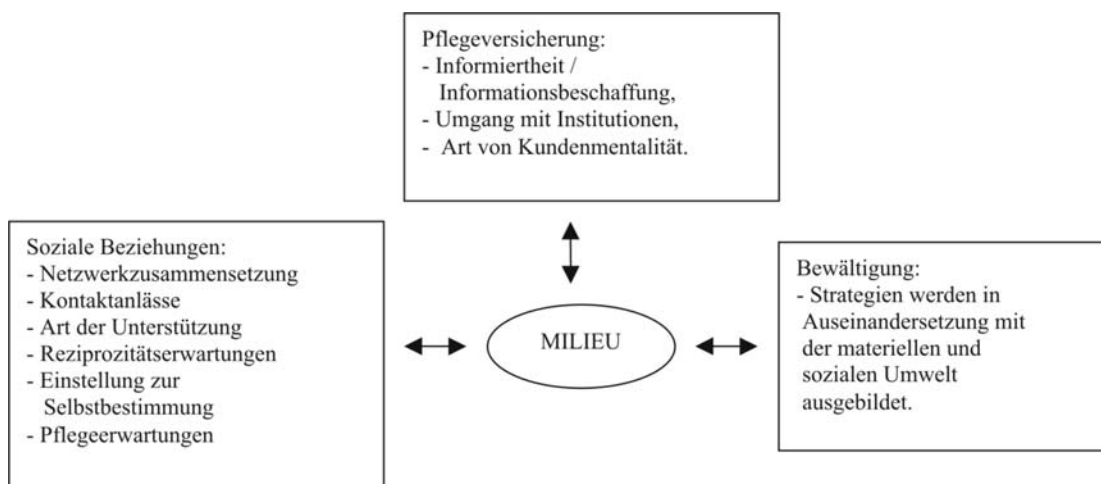 Pflegeversicherung:
- Informiertheit /
Informationsbeschaffung,
- Umgang mit Institutionen,
- Art von Kundenmentalität.
Soziale Beziehungen:
- Netzwerkzusammensetzung
- Kontaktanlässe
- Art der Unterstützung
- Reziprozitätserwartungen
- Einstellung zur
Selbstbestimmung
- Pflegeerwartungen
MILIEU
Bewältigung:
- Strategien werden in
Auseinandersetzung mit
der materiellen und
sozialen Umwelt
ausgebildet.